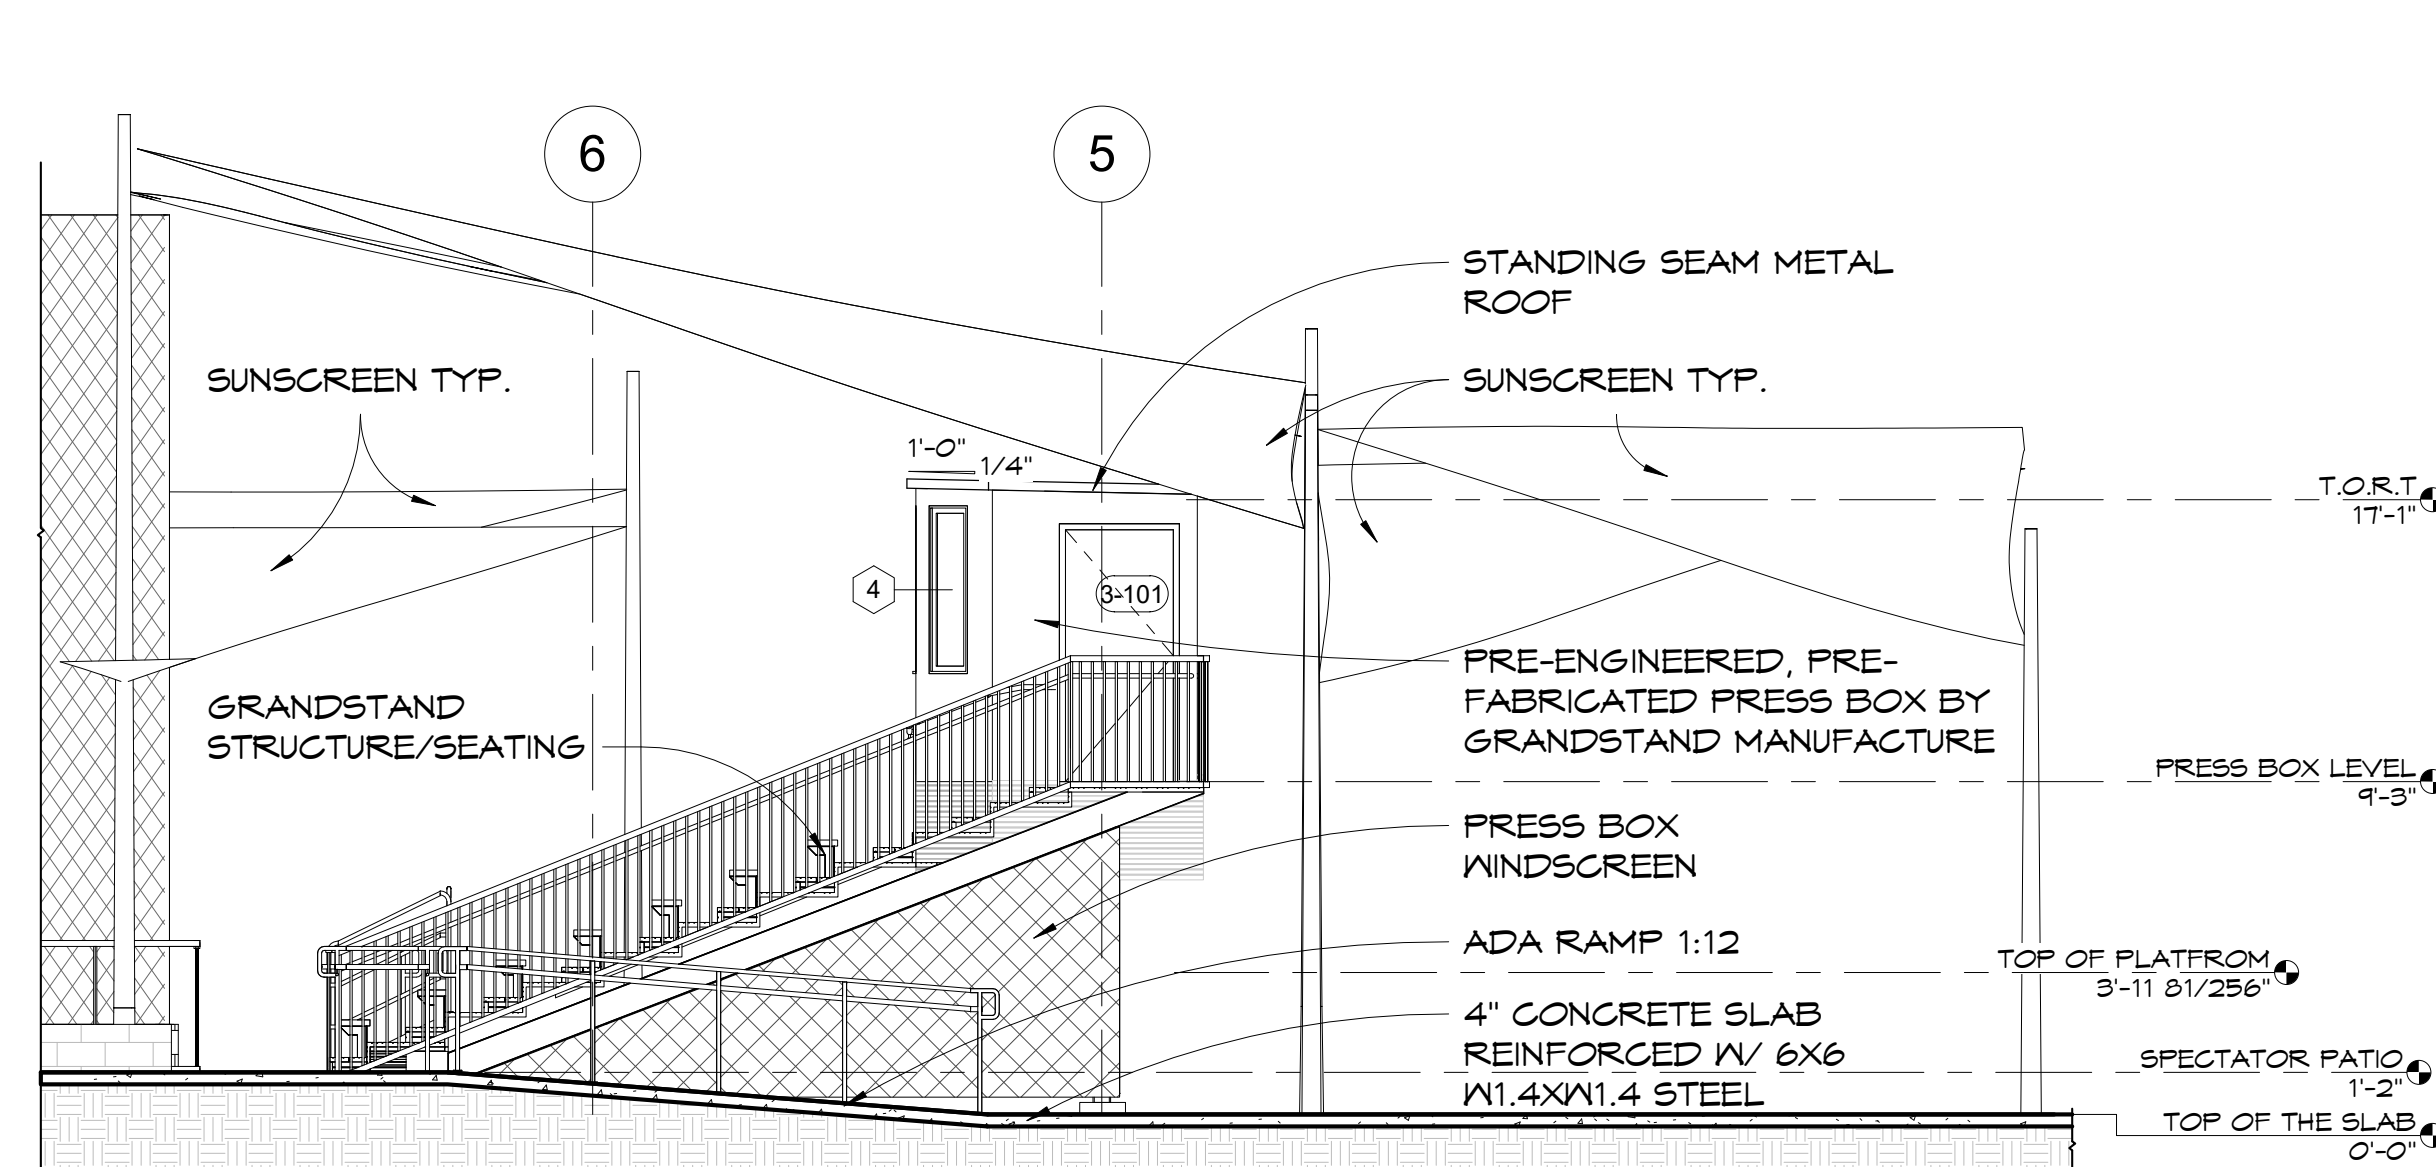 6
5
STANDING SEAM METAL
ROOF
SUNSCREEN TYP.
SUNSCREEN TYP.
1'-0"
1/4"
T.O.R.T
17'-1"
4
3-101
PRE-ENGINEERED, PRE-
FABRICATED PRESS BOX BY
GRANDSTAND MANUFACTURE
GRANDSTAND
STRUCTURE/SEATING
PRESS BOX LEVEL
9'-3"
PRESS BOX
WINDSCREEN
ADA RAMP 1:12
TOP OF PLATFROM
3'-11 81/256"
4" CONCRETE SLAB
REINFORCED W/ 6X6
W1.4XW1.4 STEEL
SPECTATOR PATIO
1'-2"
TOP OF THE SLAB
0'-0"